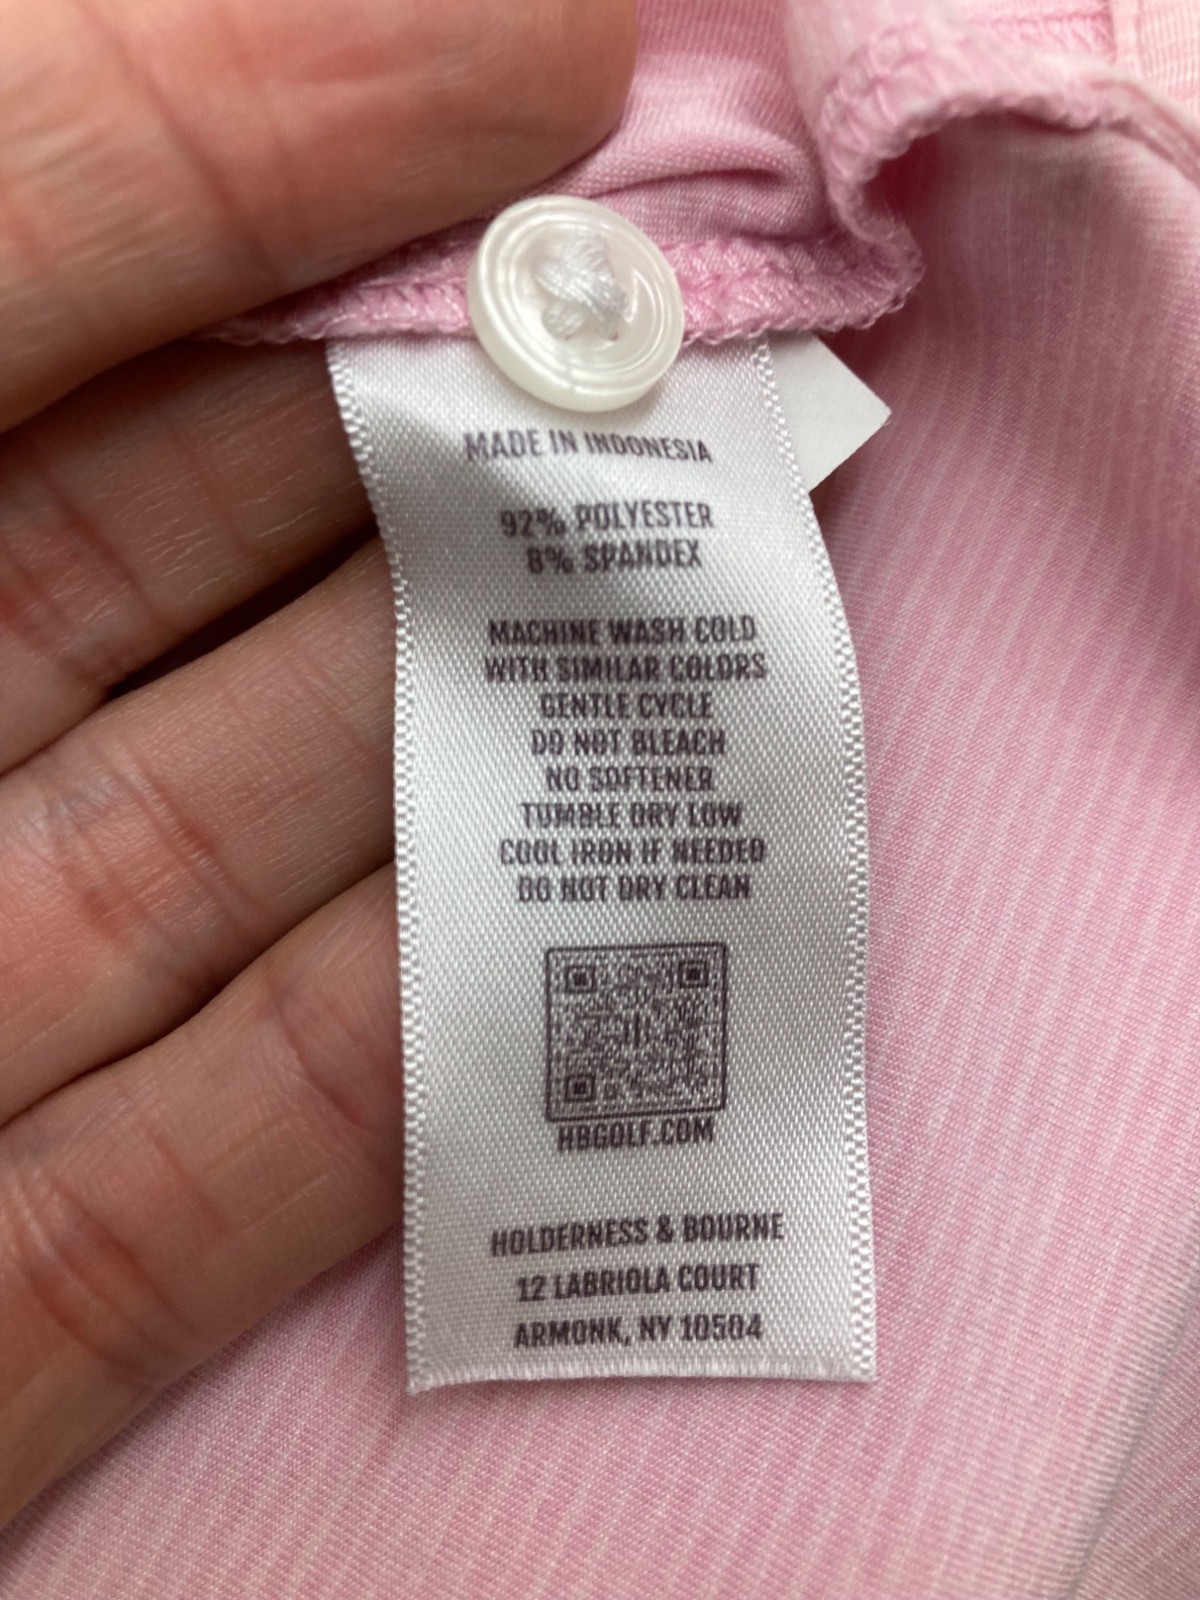 MADE IN INDONESIA
92% POLYESTER
8% SPANDEX
MACHINE WASH COLD
WITH SIMILAR COLORS
GENTLE CYCLE
DO NOT BLEACH
NO SOFTENER
TUMBLE DRY LOW
COOL IRON IF NEEDED
DO NOT DRY CLEAN
HBGOLF.COM
HOLDERNESS & BOURNE
12 LABRIOLA COURT
ARMONK, NY 10504